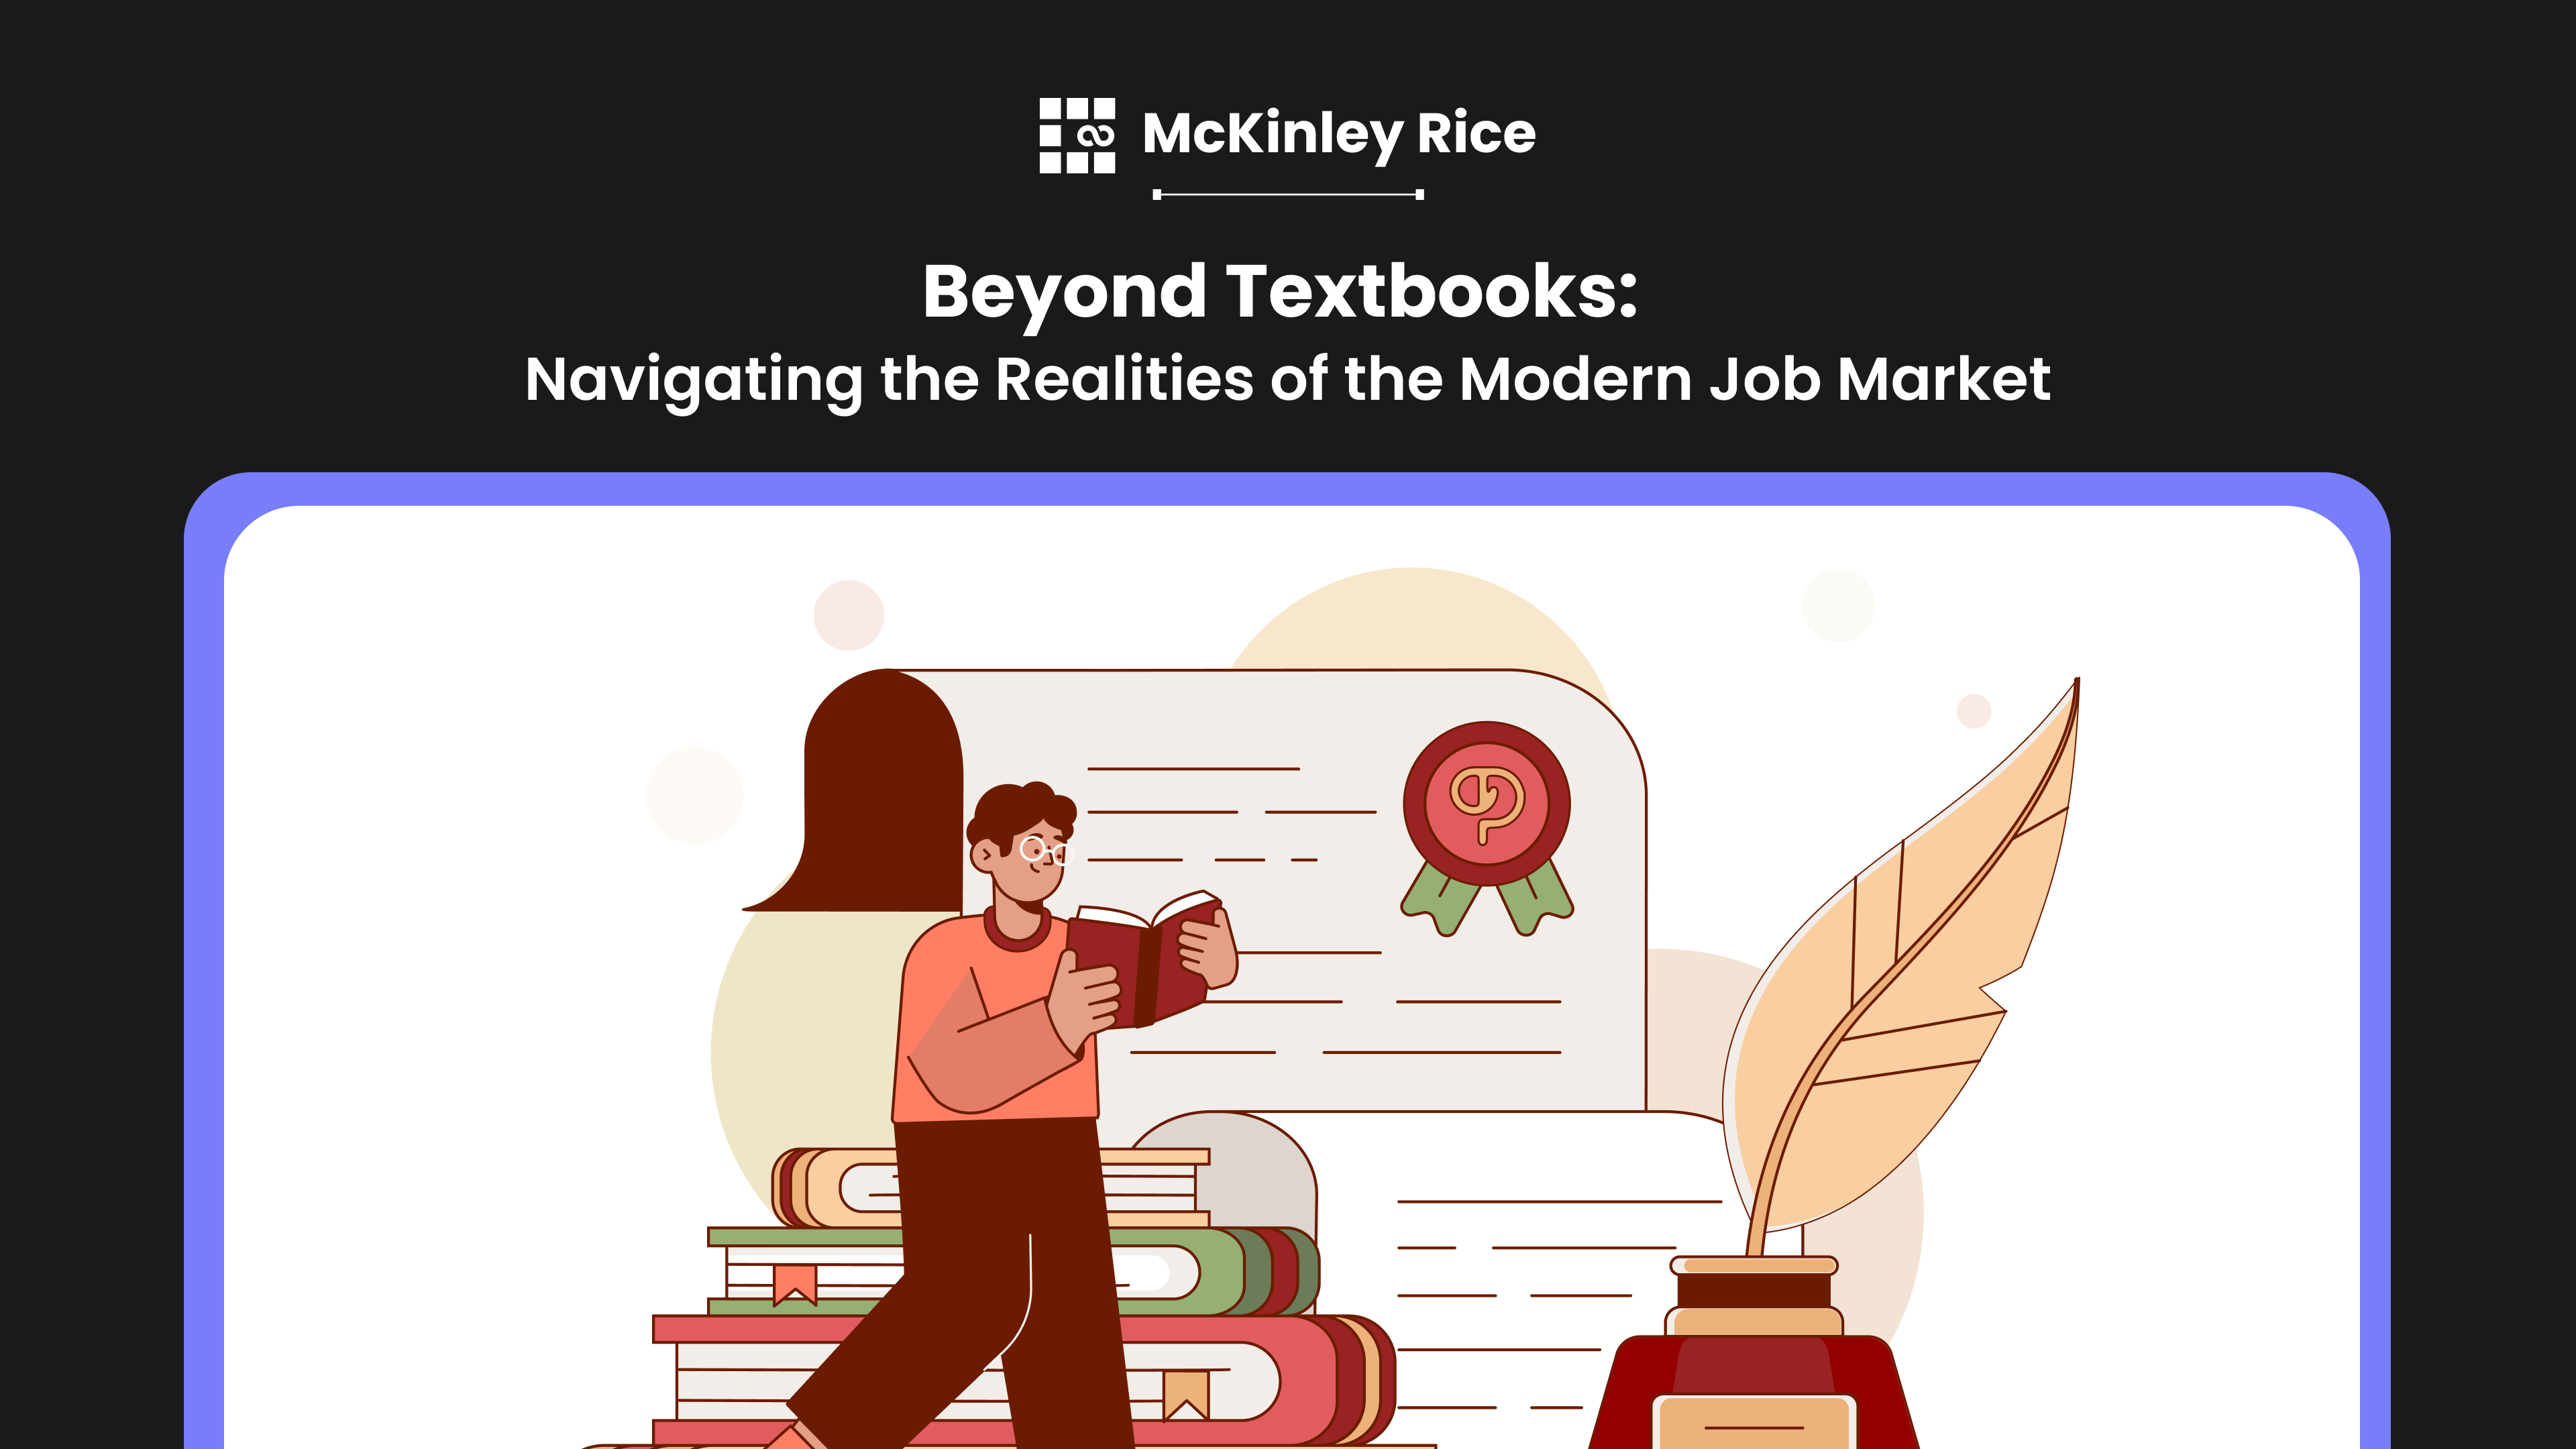 McKinley Rice
Beyond Textbooks:
Navigating the Realities of the Modern Job Market